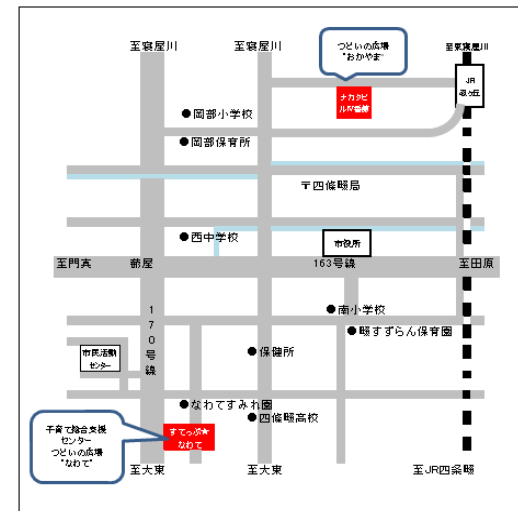 つどいの広場
"おかやま"
至寝屋川
至寝屋川
至東寝屋川
JR
忍ヶ丘
ナカタビ
ルⅣ番館
●岡部小学校
●岡部保育所
〒四條畷局
●西中学校
市役所
至門真
蔀屋
163号線
至田原
170号線
●南小学校
●畷すずらん保育園
市民活動
センター
●保健所
●なわてすみれ園
●四條畷高校
子育て総合支援
センター
つどいの広場
"なわて"
すてっぷ★
なわて
至大東
至大東
至JR四条畷